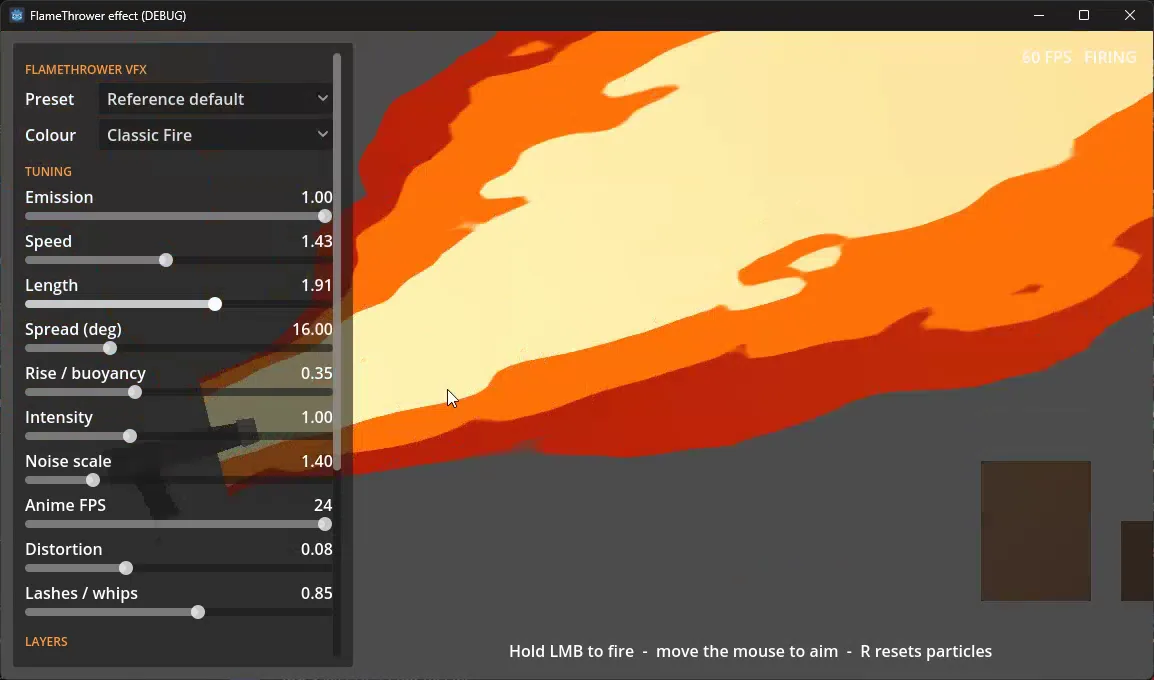 FlameThrower effect (DEBUG)
60 FPS FIRING
FLAMETHROWER VFX
Preset Reference default
Colour Classic Fire
TUNING
Emission 1.00
Speed 1.43
Length 1.91
Spread (deg) 16.00
Rise / buoyancy 0.35
Intensity 1.00
Noise scale 1.40
Anime FPS 24
Distortion 0.08
Lashes / whips 0.85
LAYERS
Hold LMB to fire - move the mouse to aim - R resets particles